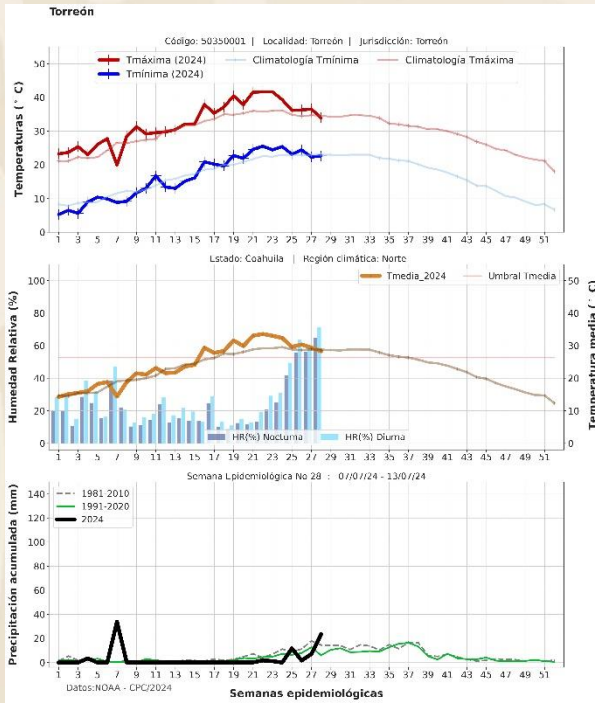 Torreón
Código: 50350001 | Localidad: Torreón | Jurisdicción: Torreón
Tmáxima (2024)
Tmínima (2024)
Climatología Tmínima
Climatología Tmáxima
Temperaturas (° C)
50
40
30
20
10
0
1 3 5 7 9 11 13 15 17 19 21 23 25 27 29 31 33 35 37 39 41 43 45 47 49 51
Estado: Coahuila | Región climática: Norte
Tmedia_2024
Umbral Tmedia
Humedad Relativa (%)
100
80
60
40
20
0
Temperatura media (° C)
50
40
30
20
10
0
HR(%) Nocturna
HR(%) Diurna
1 3 5 7 9 11 13 15 17 19 21 23 25 27 29 31 33 35 37 39 41 43 45 47 49 51
Semana Epidemiológica No 28 : 07/07/24 - 13/07/24
1981-2010
1991-2020
2024
Precipitación acumulada (mm)
140
120
100
80
60
40
20
0
1 3 5 7 9 11 13 15 17 19 21 23 25 27 29 31 33 35 37 39 41 43 45 47 49 51
Datos:NOAA - CPC/2024
Semanas epidemiológicas